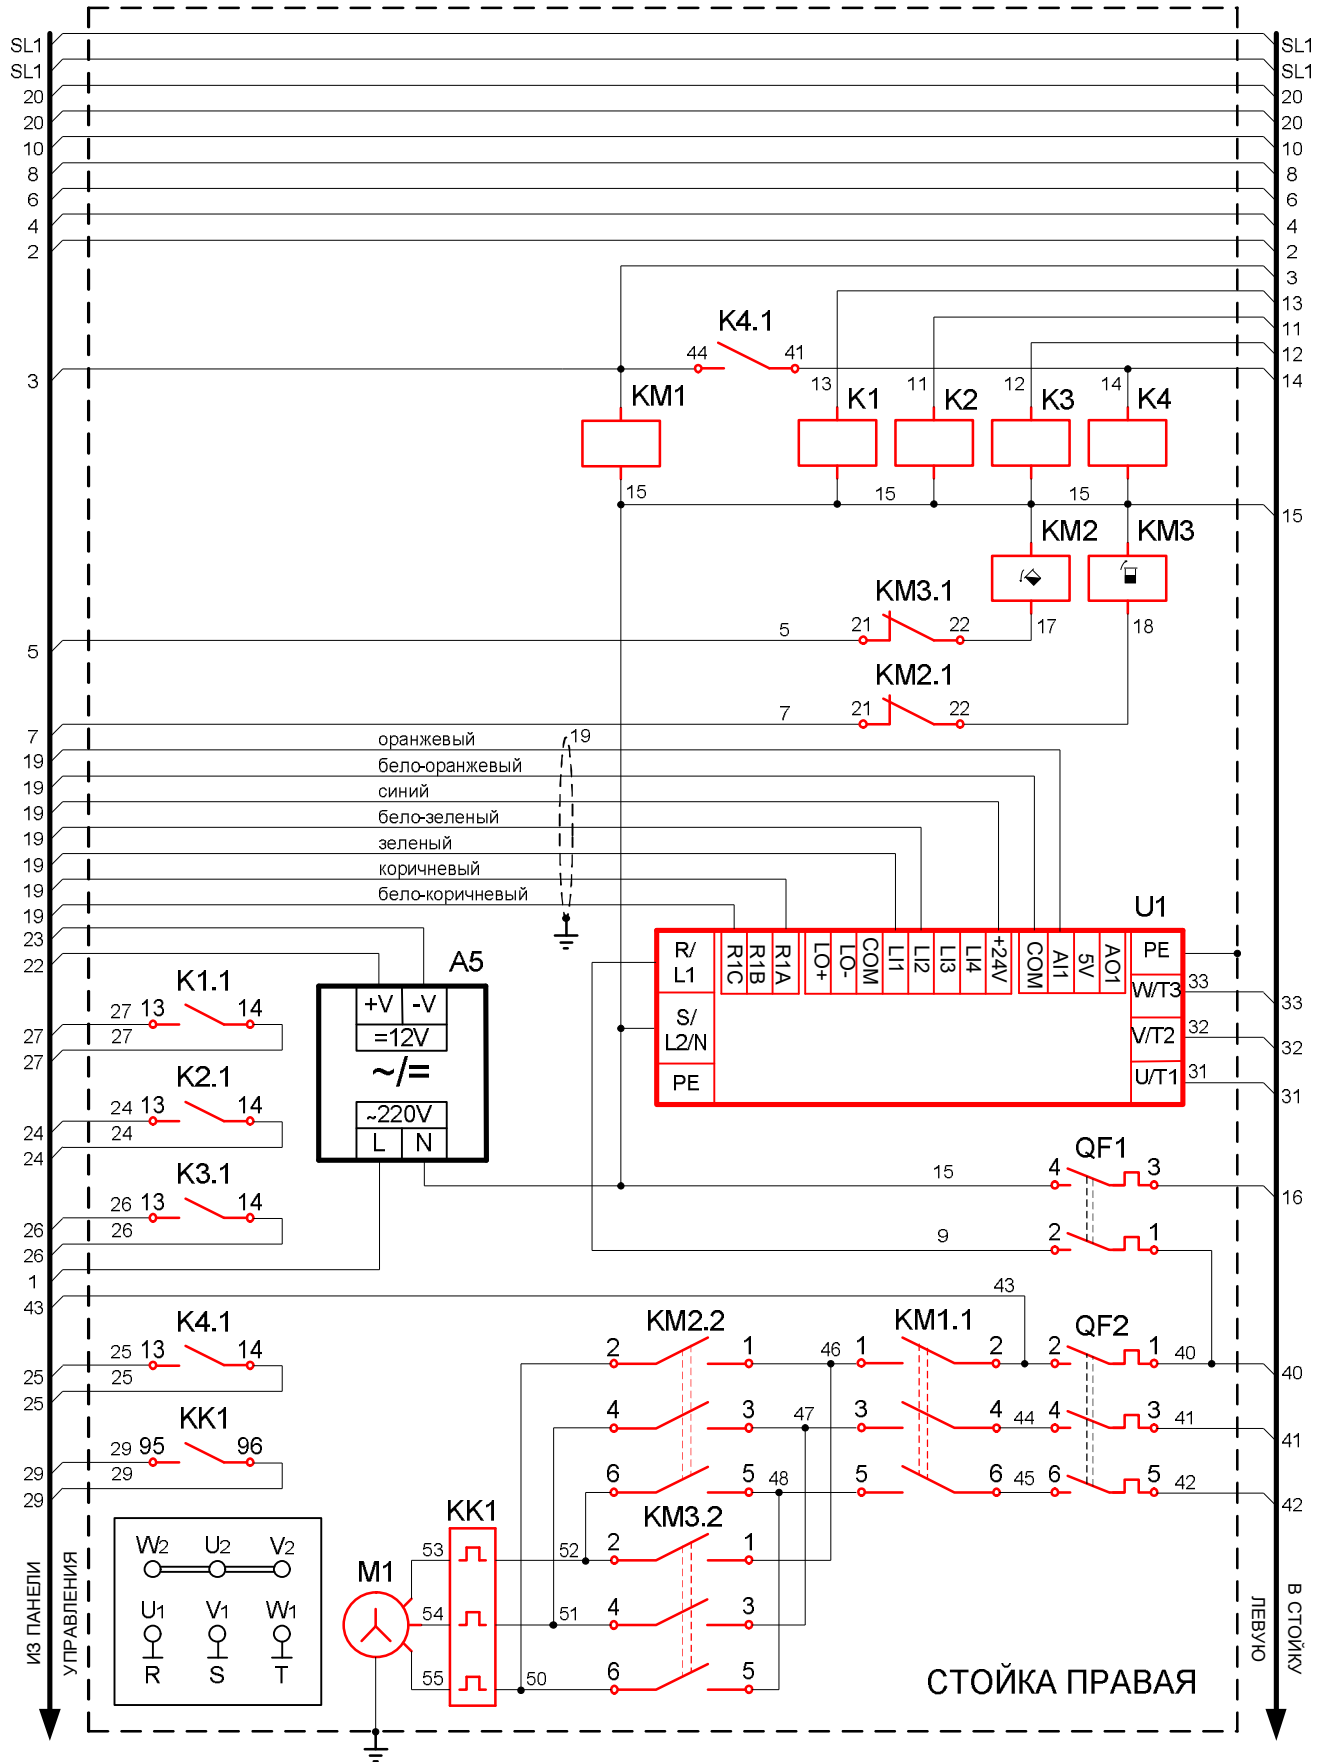 SL1 SL1
SL1 SL1
20 20
20 20
10 10
8 8
6 6
4 4
2 2
3
13
11
12
K4.1
44 41
3 14
13 11 12 14
KM1 K1 K2 K3 K4
15 15 15
15
KM2 KM3
KM3.1
5 21 22 17 18
5
KM2.1
7 21 22
7
оранжевый 19
19
бело-оранжевый
19
синий
19
бело-зеленый
19
зеленый
19
коричневый
19
бело-коричневый
19
U1
23
22
A5
R/L1 R1C R1B R1A LO+ LO- COM LI1 LI2 LI3 LI4 +24V COM AI1 5V AO1 PE
S/L2/N
PE
W/T3 33 33
V/T2 32 32
U/T1 31 31
+V -V
=12V
~/=
~220V
L N
K1.1
27 13 14
27 27
27
K2.1
24 13 14
24 24
24
K3.1
26 13 14
26 26
26
1
43
QF1
15 4 3
16
9 2 1
43
K4.1
25 13 14
25 25
25
KK1
29 95 96
29 29
29
KM2.2 KM1.1 QF2
2 1 46 1 2 2 1 40
40
4 3 47 3 4 44 4 3 41
41
6 5 48 5 6 45 6 5 42
42
KK1 KM3.2
M1 53 52 2 1
54 51 4 3
55 50 6 5
W2 U2 V2
U1 V1 W1
R S T
ИЗ ПАНЕЛИ
УПРАВЛЕНИЯ
СТОЙКА ПРАВАЯ
В СТОЙКУ
ЛЕВУЮ